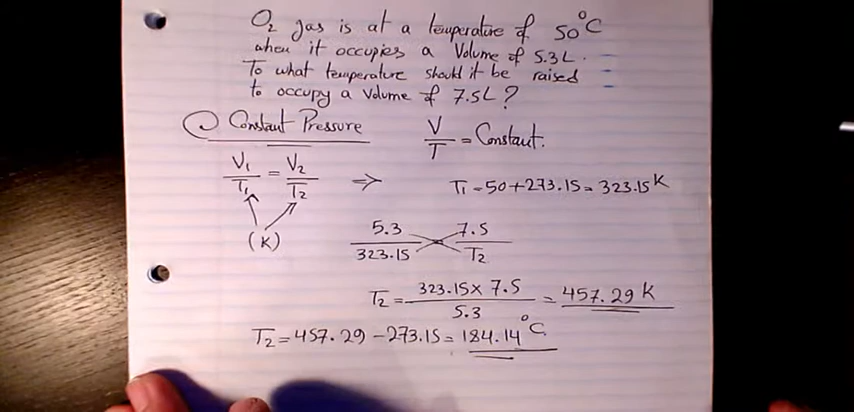 O₂ gas is at a temperature of 50°C
when it occupies a Volume of 5.3L.
To what temperature should it be raised
to occupy a Volume of 7.5L?
@ Constant Pressure
V/T = Constant.
V₁/T₁ = V₂/T₂ ⇒ T₁ = 50+273.15 = 323.15 K
(K)
5.3/323.15 7.5/T₂
T₂ = 323.15 x 7.5 / 5.3 = 457.29 K
T₂ = 457.29 - 273.15 = 184.14 °C